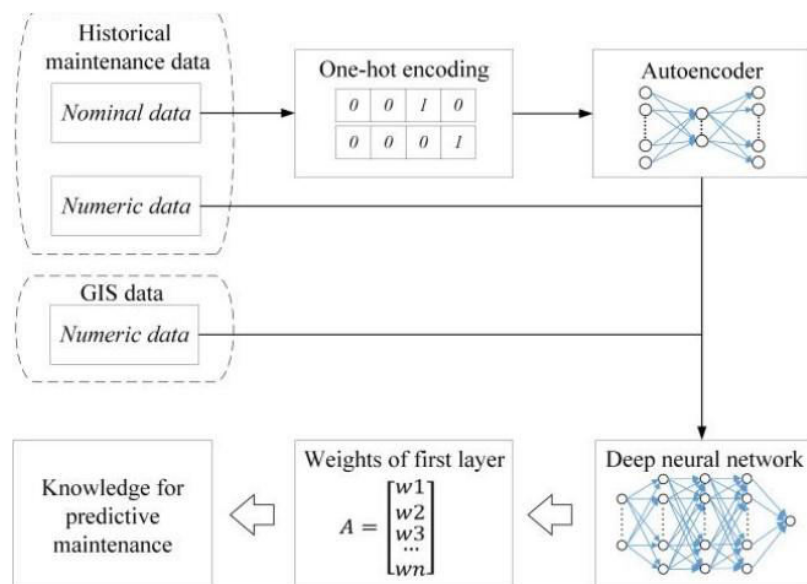 Historical
maintenance data
Nominal data
Numeric data
One-hot encoding
0 0 1 0
0 0 0 1
Autoencoder
GIS data
Numeric data
Deep neural network
Weights of first layer
A = [w1
w2
w3
...
wn]
Knowledge for
predictive
maintenance